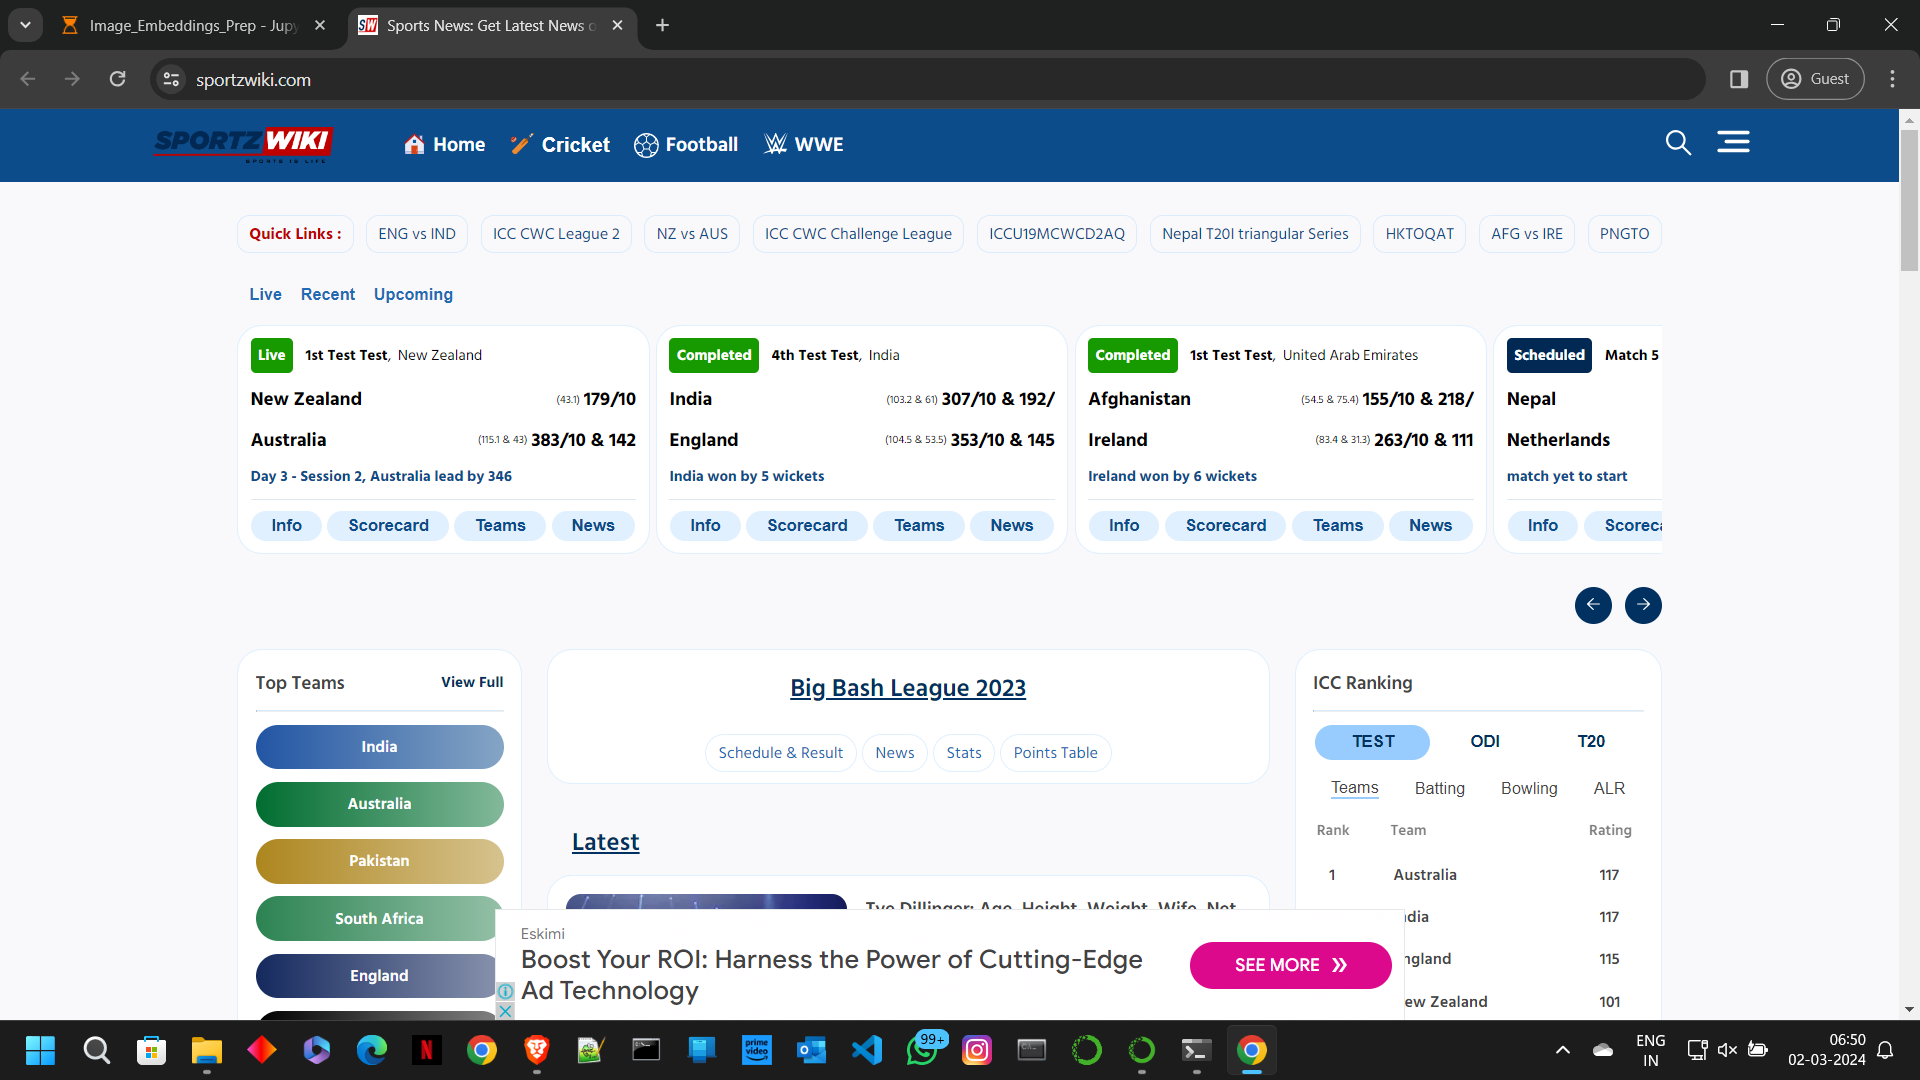 Image_Embeddings_Prep - Jupy
Sports News: Get Latest News o
sportzwiki.com
Guest
SPORTZWIKI
SPORTS IS LIFE
Home
Cricket
Football
WWE
Quick Links :
ENG vs IND
ICC CWC League 2
NZ vs AUS
ICC CWC Challenge League
ICCU19MCWCD2AQ
Nepal T20I triangular Series
HKTOQAT
AFG vs IRE
PNGTO
Live
Recent
Upcoming
Live 1st Test Test, New Zealand
New Zealand (43.1) 179/10
Australia (115.1 & 43) 383/10 & 142
Day 3 - Session 2, Australia lead by 346
Info Scorecard Teams News
Completed 4th Test Test, India
India (103.2 & 61) 307/10 & 192/
England (104.5 & 53.5) 353/10 & 145
India won by 5 wickets
Info Scorecard Teams News
Completed 1st Test Test, United Arab Emirates
Afghanistan (54.5 & 75.4) 155/10 & 218/
Ireland (83.4 & 31.3) 263/10 & 111
Ireland won by 6 wickets
Info Scorecard Teams News
Scheduled Match 5
Nepal
Netherlands
match yet to start
Info Scoreca
Top Teams View Full
India
Australia
Pakistan
South Africa
England
Big Bash League 2023
Schedule & Result News Stats Points Table
Latest
Tye Dillinger: Age, Height, Weight, Wife, Net
ICC Ranking
TEST ODI T20
Teams Batting Bowling ALR
Rank Team Rating
1 Australia 117
dia 117
ngland 115
ew Zealand 101
Eskimi
Boost Your ROI: Harness the Power of Cutting-Edge
Ad Technology
SEE MORE
N
prime
video
99+
ENG
IN
06:50
02-03-2024